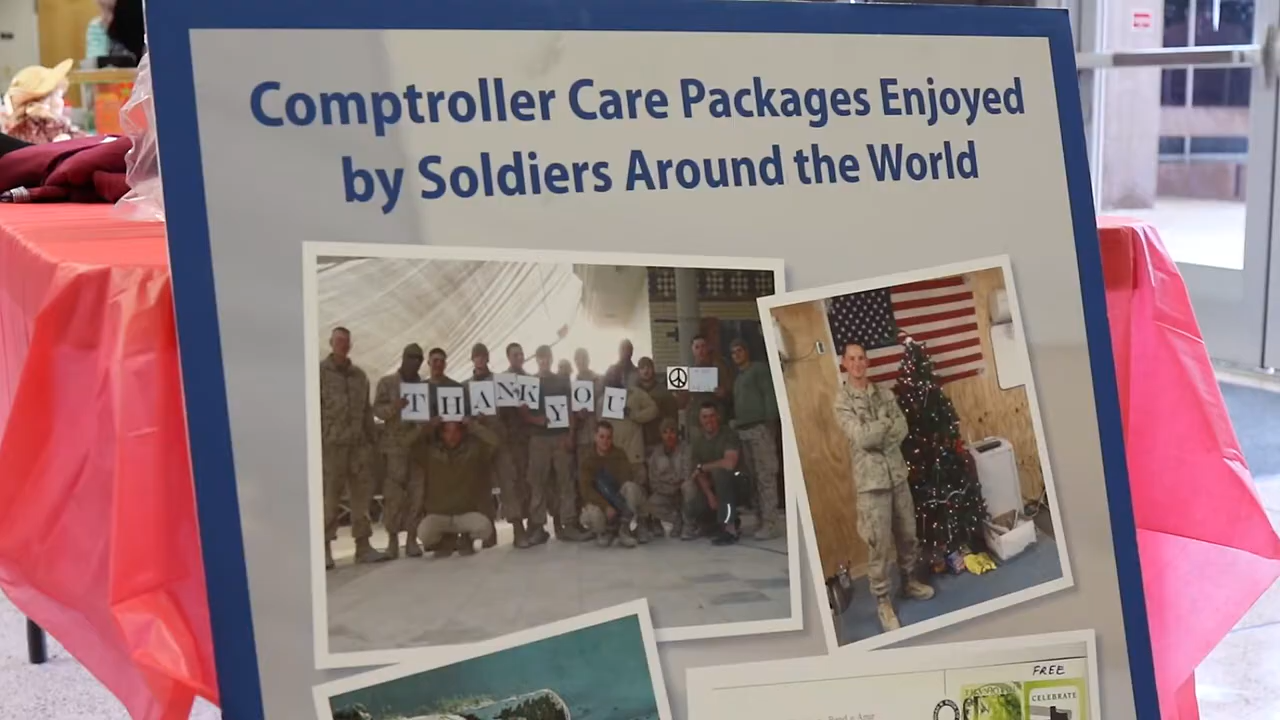 Comptroller Care Packages Enjoyed
by Soldiers Around the World
THANK YOU
FREE
CELEBRATE